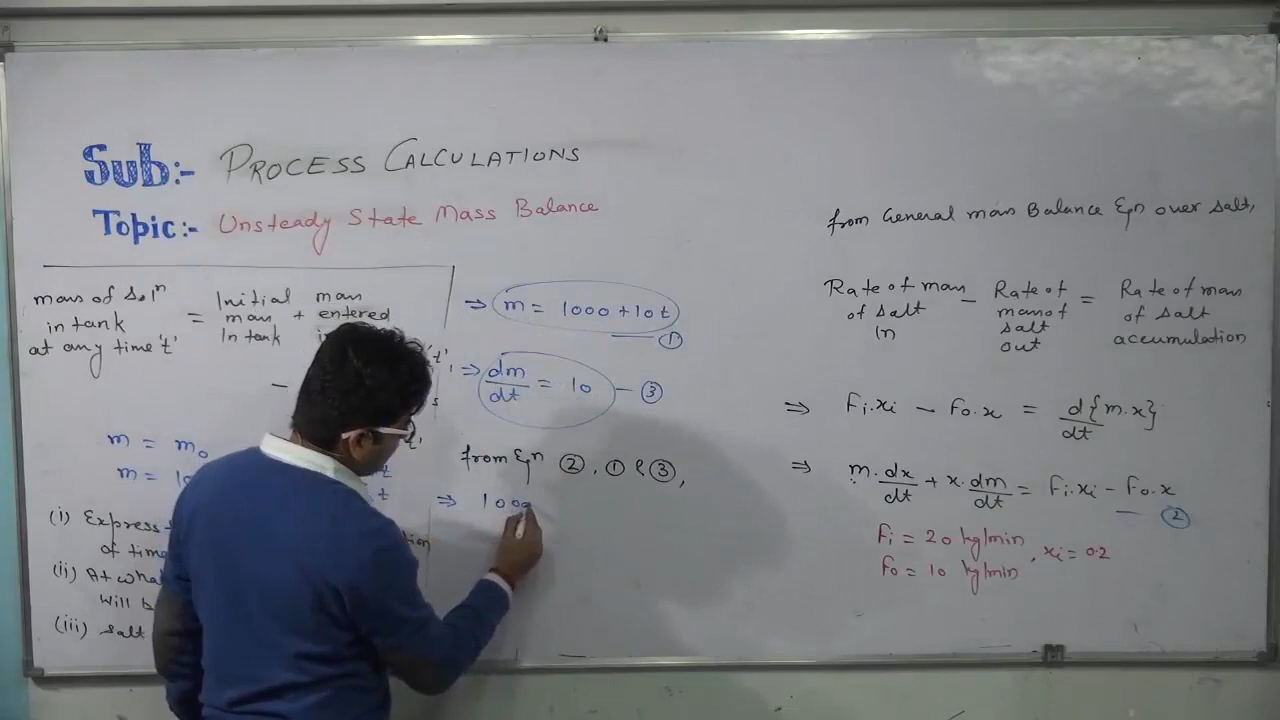 Sub:- PROCESS CALCULATIONS
Topic:- Unsteady State Mass Balance
mass of Solⁿ in tank at any time 't' = Initial mass in tank + mass entered
m = m₀
m =
t
(i) Express
of time
(ii) At what
will b
(iii) salt
⇒ m = 1000 + 10t — ①
⇒ dm/dt = 10 — ③
from Eqn ②, ① & ③,
⇒ 1000
from General mass Balance Eqn over salt,
Rate of mass of salt in − Rate of mass of salt out = Rate of mass of salt accumulation
⇒ Fi.xi − Fo.x = d{m.x}/dt
⇒ m.dx/dt + x.dm/dt = Fi.xi − Fo.x — ②
Fi = 20 kg/min
Fo = 10 kg/min , xi = 0.2